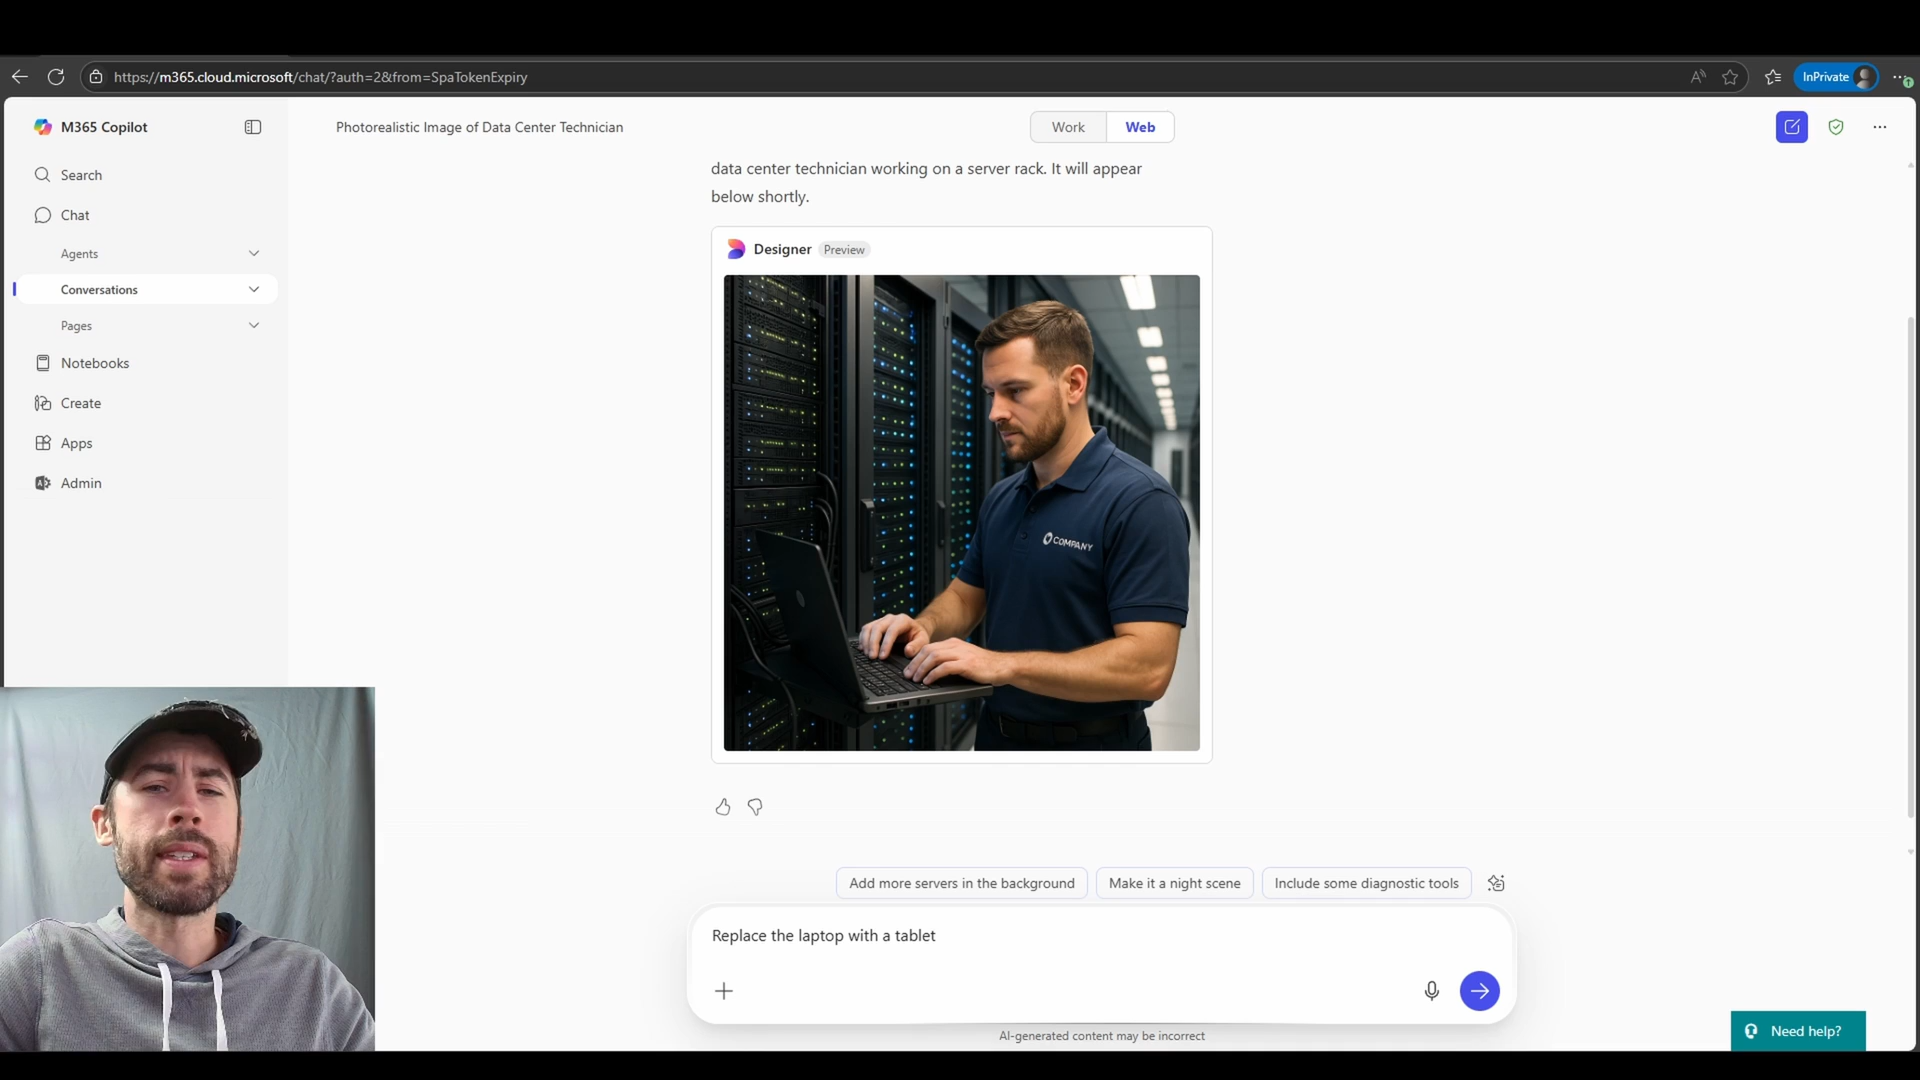 https://m365.cloud.microsoft/chat/?auth=2&from=SpaTokenExpiry
InPrivate
M365 Copilot
Photorealistic Image of Data Center Technician
Work
Web
Search
Chat
Agents
Conversations
Pages
Notebooks
Create
Apps
Admin
data center technician working on a server rack. It will appear
below shortly.
Designer
Preview
COMPANY
Add more servers in the background
Make it a night scene
Include some diagnostic tools
Replace the laptop with a tablet
AI-generated content may be incorrect
Need help?